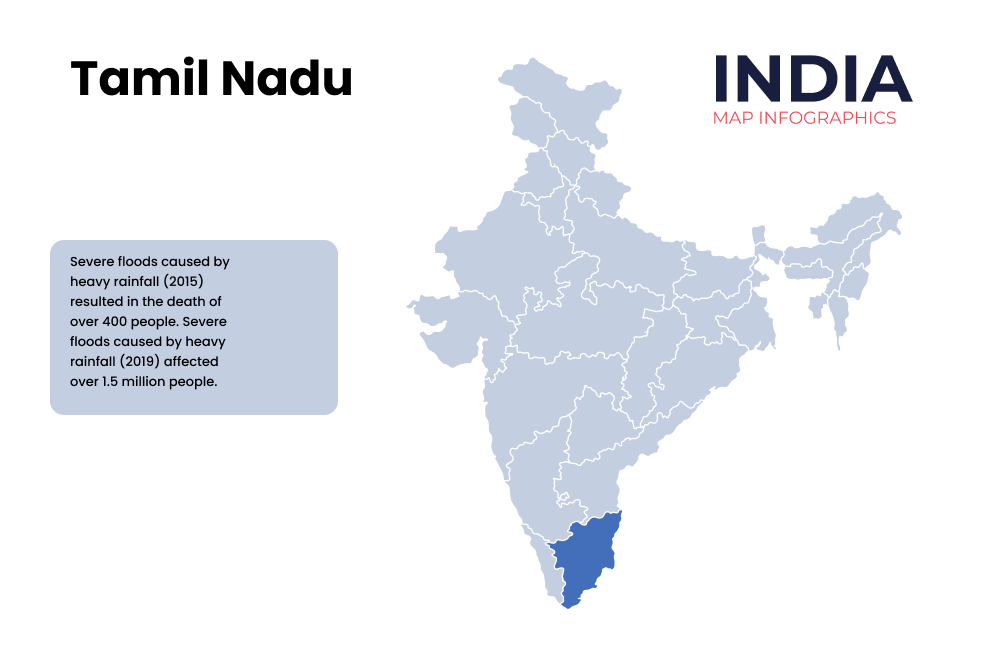 Tamil Nadu
INDIA
MAP INFOGRAPHICS
Severe floods caused by
heavy rainfall (2015)
resulted in the death of
over 400 people. Severe
floods caused by heavy
rainfall (2019) affected
over 1.5 million people.